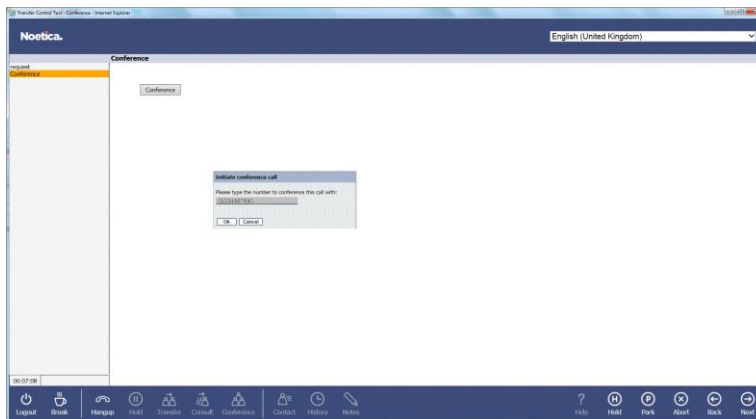 Transfer Control Test - Conference - Internet Explorer
Noetica.
English (United Kingdom)
Conference
request
Conference
Conference
Initiate conference call
Please type the number to conference this call with:
Ok Cancel
00:07:08
Logout Break Hangup Hold Transfer Consult Conference Contact History Notes Help Hold Park Abort Back Next